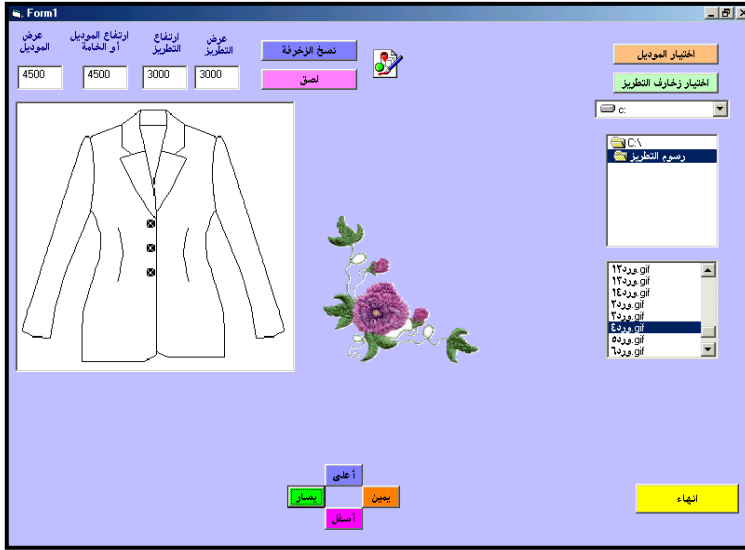 Form1
عرض الموديل
ارتفاع الموديل أو الخامة
ارتفاع التطريز
عرض التطريز
4500
4500
3000
3000
نسخ الزخرفة
لصق
اختيار الموديل
اختيار زخارف التطريز
c:
C:\
رسوم التطريز
ورد١٢.gif
ورد١٣.gif
ورد١٤.gif
ورد٢.gif
ورد٣.gif
ورد٤.gif
ورد٥.gif
ورد٦.gif
أعلى
يسار
يمين
أسفل
انهاء